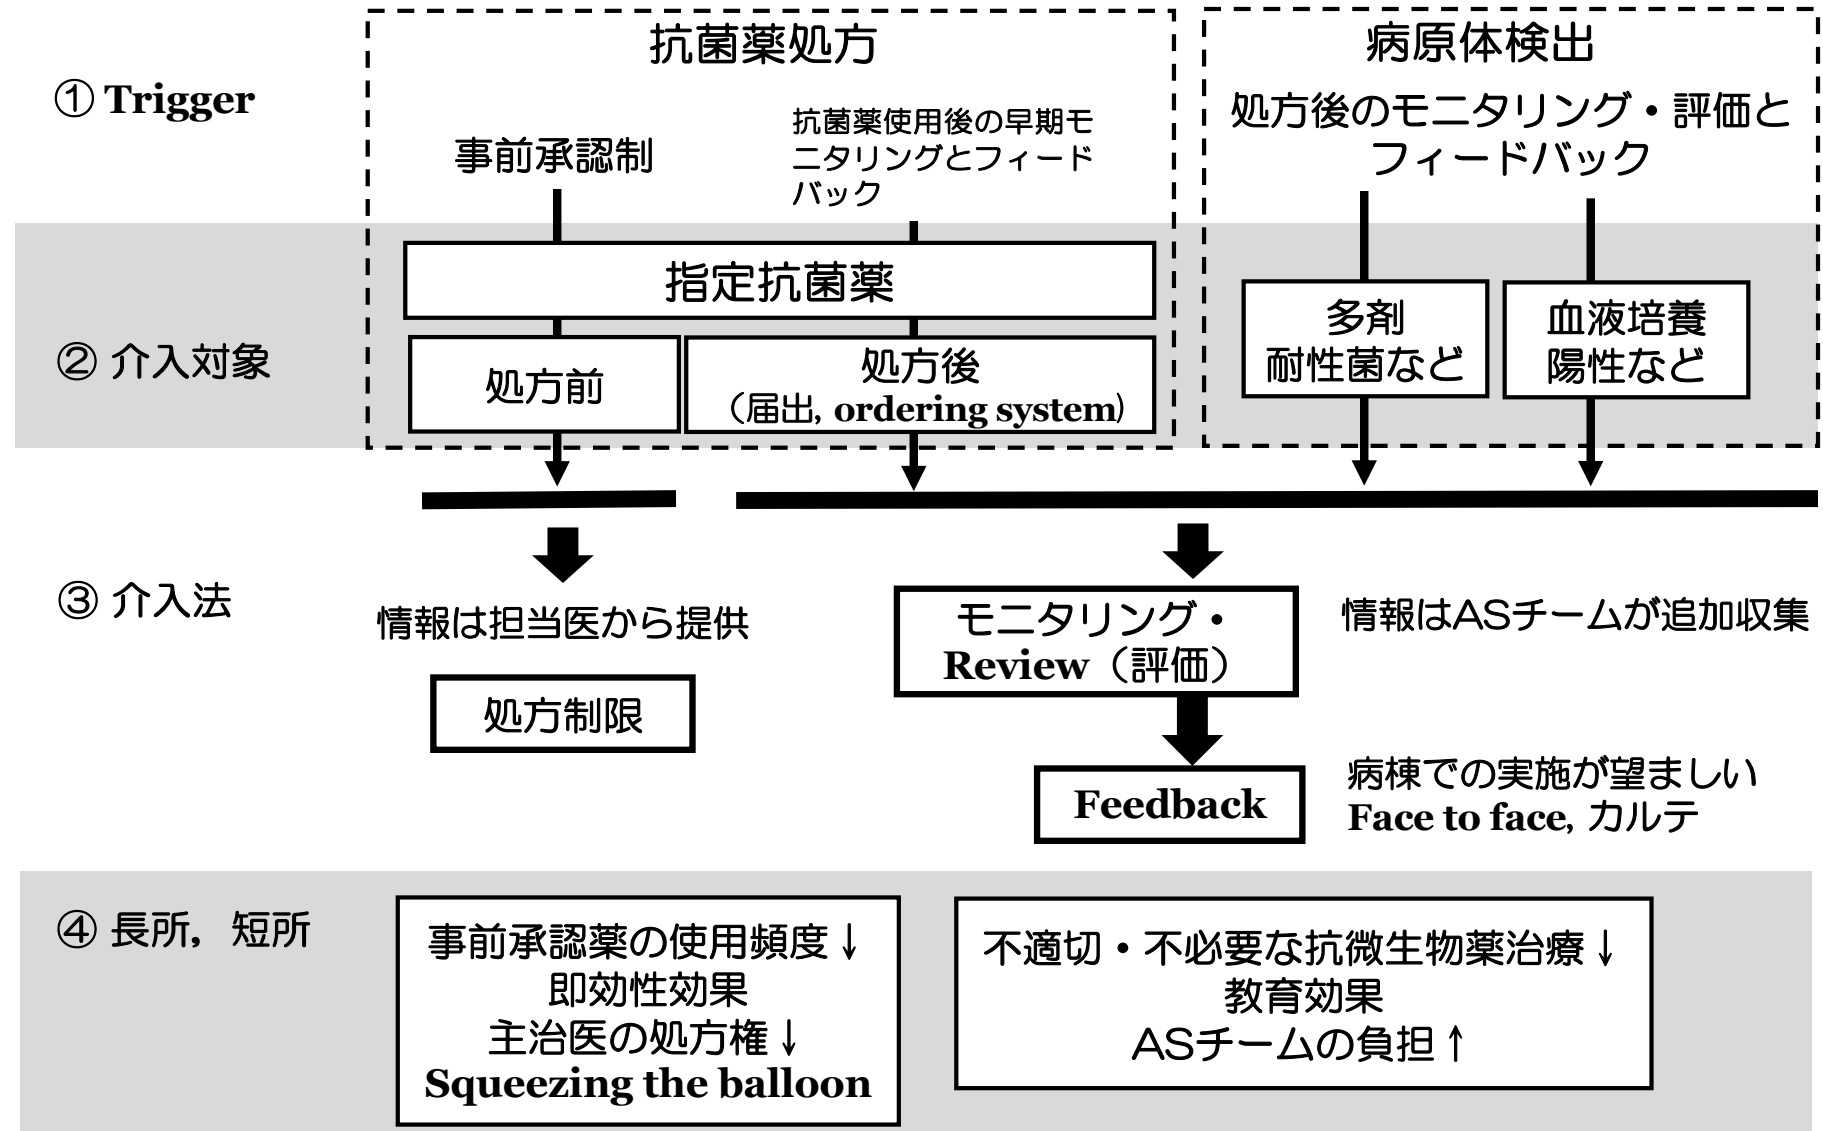 ① Trigger
抗菌薬処方
事前承認制
抗菌薬使用後の早期モ
ニタリングとフィード
バック
病原体検出
処方後のモニタリング・評価と
フィードバック
② 介入対象
指定抗菌薬
処方前
処方後
（届出, ordering system)
多剤
耐性菌など
血液培養
陽性など
③ 介入法
情報は担当医から提供
処方制限
モニタリング・
Review（評価）
情報はASチームが追加収集
Feedback
病棟での実施が望ましい
Face to face, カルテ
④ 長所，短所
事前承認薬の使用頻度↓
即効性効果
主治医の処方権↓
Squeezing the balloon
不適切・不必要な抗微生物薬治療↓
教育効果
ASチームの負担↑